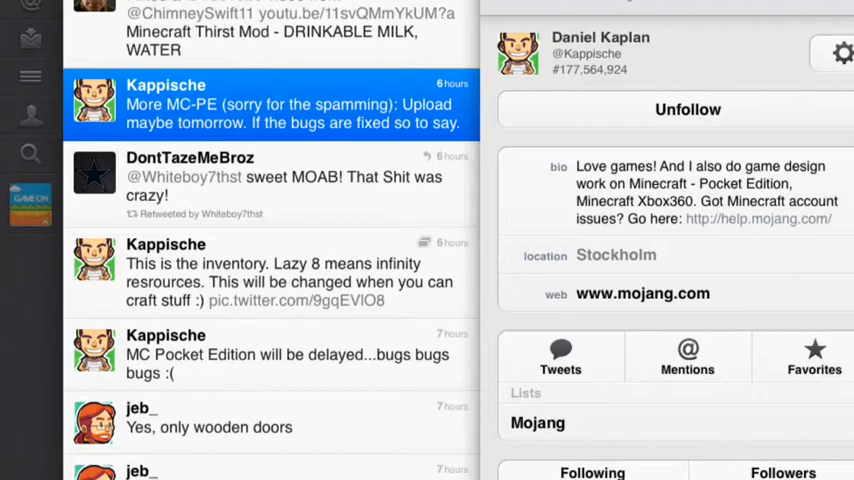 @ChimneySwift11 youtu.be/11svQMmYkUM?a
Minecraft Thirst Mod - DRINKABLE MILK,
WATER
Kappische
6 hours
More MC-PE (sorry for the spamming): Upload
maybe tomorrow. If the bugs are fixed so to say.
DontTazeMeBroz
6 hours
@Whiteboy7thst sweet MOAB! That Shit was
crazy!
Retweeted by Whiteboy7thst
Kappische
6 hours
This is the inventory. Lazy 8 means infinity
resrources. This will be changed when you can
craft stuff :) pic.twitter.com/9gqEVlO8
Kappische
7 hours
MC Pocket Edition will be delayed...bugs bugs
bugs :(
jeb_
7 hours
Yes, only wooden doors
jeb_
7 hours
GAME ON
Daniel Kaplan
@Kappische
#177,564,924
Unfollow
bio Love games! And I also do game design
work on Minecraft - Pocket Edition,
Minecraft Xbox360. Got Minecraft account
issues? Go here: http://help.mojang.com/
location Stockholm
web www.mojang.com
Tweets
Mentions
Favorites
Lists
Mojang
Following
Followers